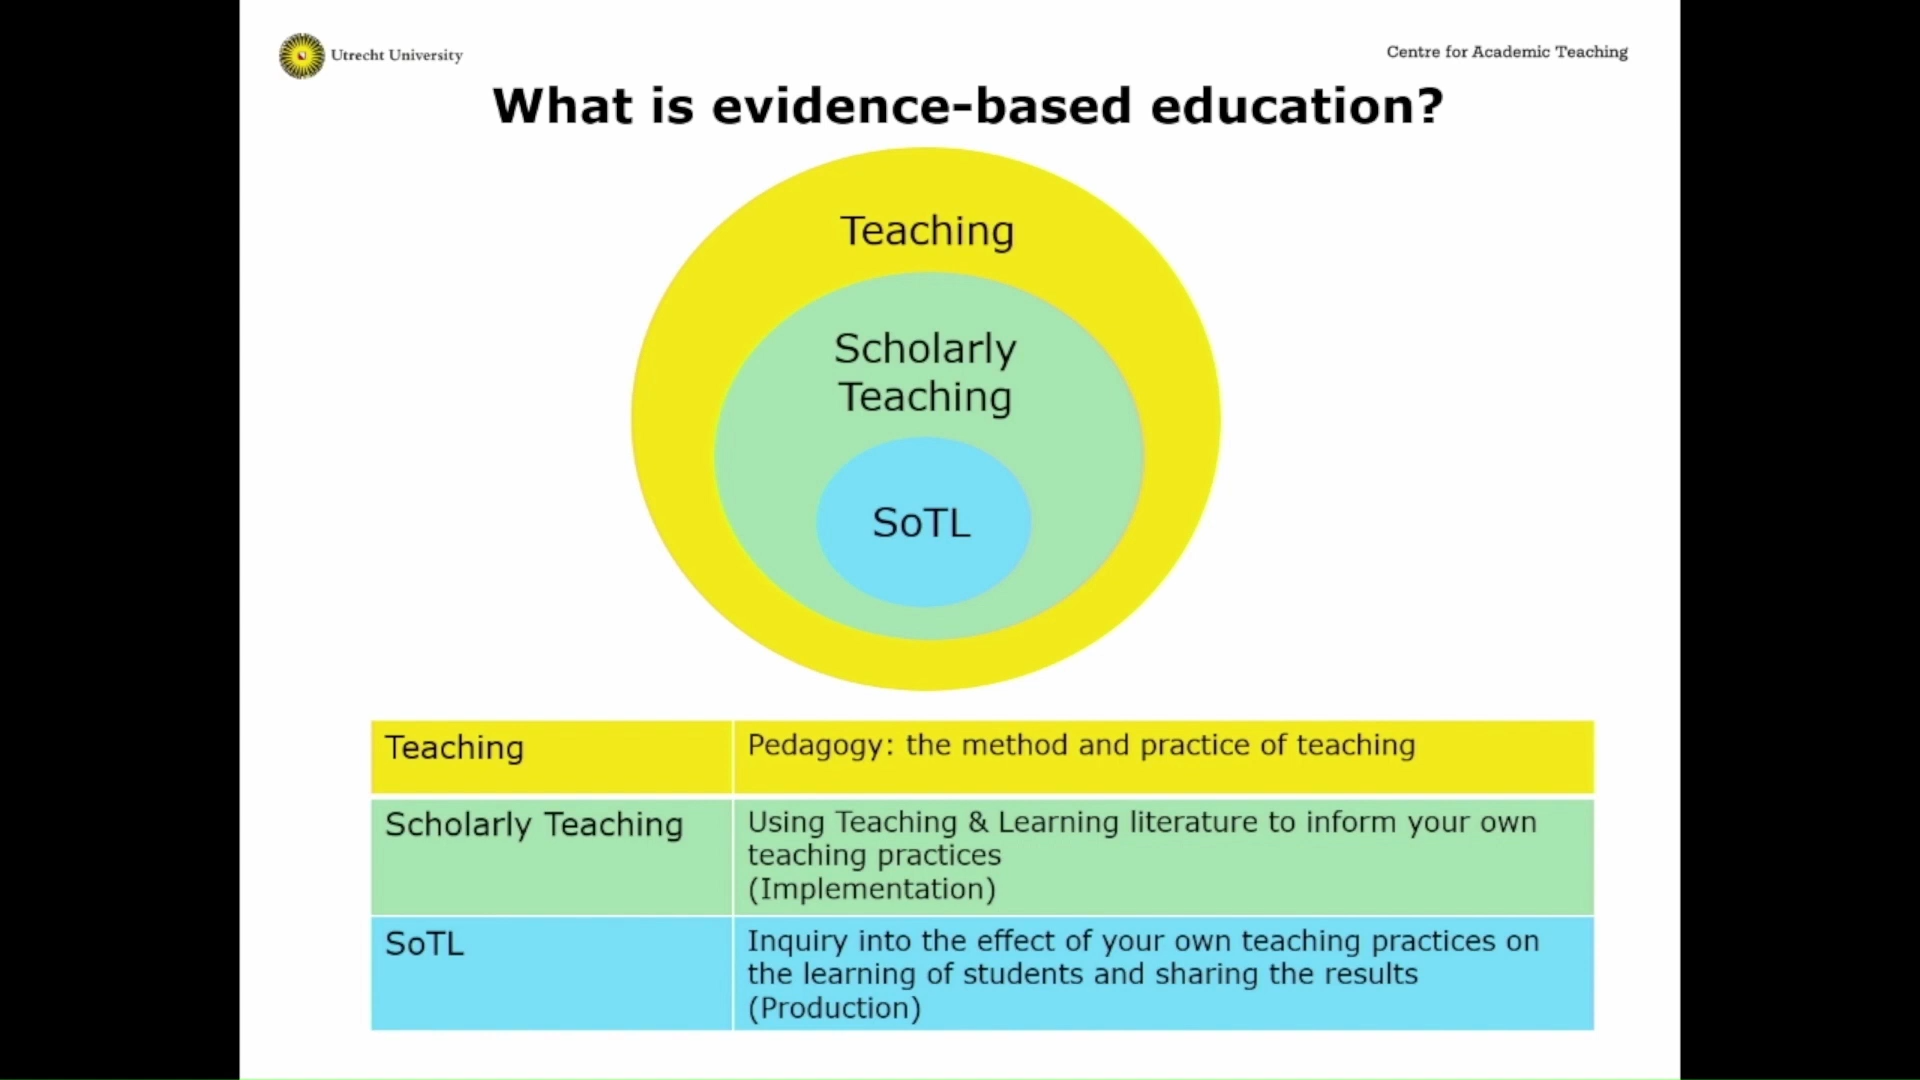 Utrecht University
Centre for Academic Teaching
What is evidence-based education?
Teaching
Scholarly
Teaching
SoTL
Teaching
Pedagogy: the method and practice of teaching
Scholarly Teaching
Using Teaching & Learning literature to inform your own
teaching practices
(Implementation)
SoTL
Inquiry into the effect of your own teaching practices on
the learning of students and sharing the results
(Production)